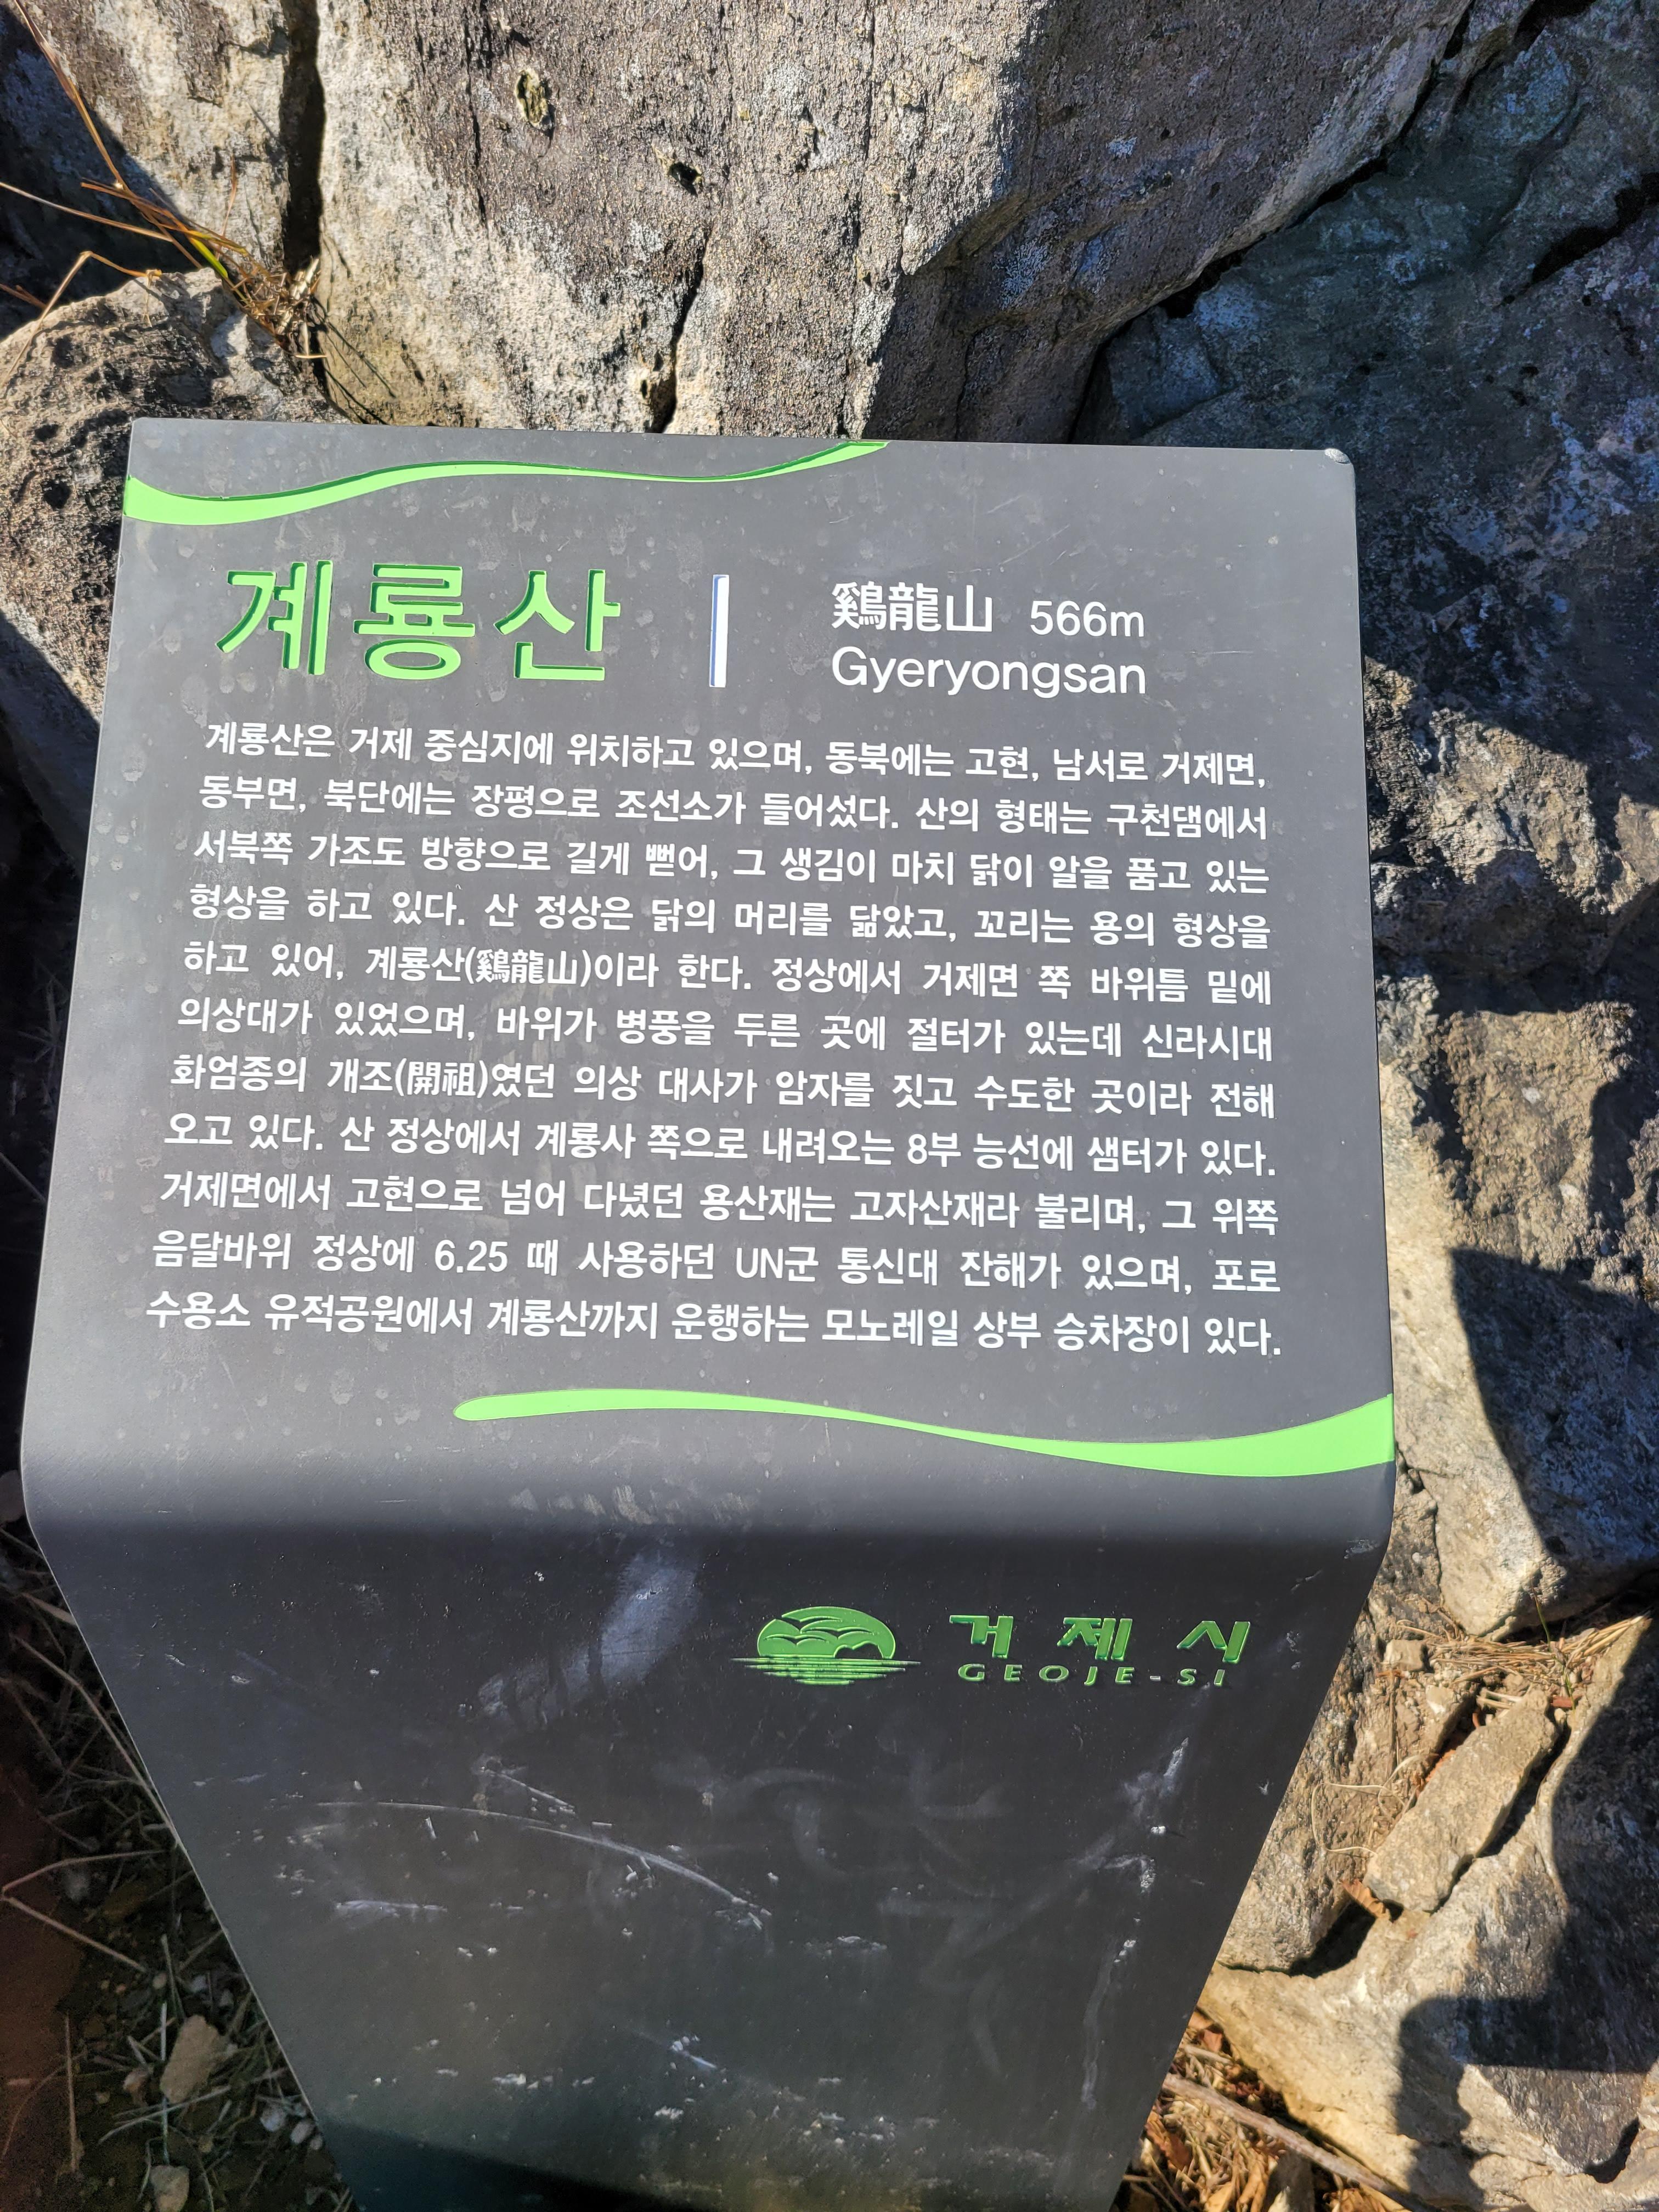 계룡산
鷄龍山 566m
Gyeryongsan
계룡산은 거제 중심지에 위치하고 있으며, 동북에는 고현, 남서로 거제면,
동부면, 북단에는 장평으로 조선소가 들어섰다. 산의 형태는 구천댐에서
서북쪽 가조도 방향으로 길게 뻗어, 그 생김이 마치 닭이 알을 품고 있는
형상을 하고 있다. 산 정상은 닭의 머리를 닮았고, 꼬리는 용의 형상을
하고 있어, 계룡산(鷄龍山)이라 한다. 정상에서 거제면 쪽 바위틈 밑에
의상대가 있었으며, 바위가 병풍을 두른 곳에 절터가 있는데 신라시대
화엄종의 개조(開祖)였던 의상 대사가 암자를 짓고 수도한 곳이라 전해
오고 있다. 산 정상에서 계룡사 쪽으로 내려오는 8부 능선에 샘터가 있다.
거제면에서 고현으로 넘어 다녔던 용산재는 고자산재라 불리며, 그 위쪽
음달바위 정상에 6.25 때 사용하던 UN군 통신대 잔해가 있으며, 포로
수용소 유적공원에서 계룡산까지 운행하는 모노레일 상부 승차장이 있다.
거제시
GEOJE-SI